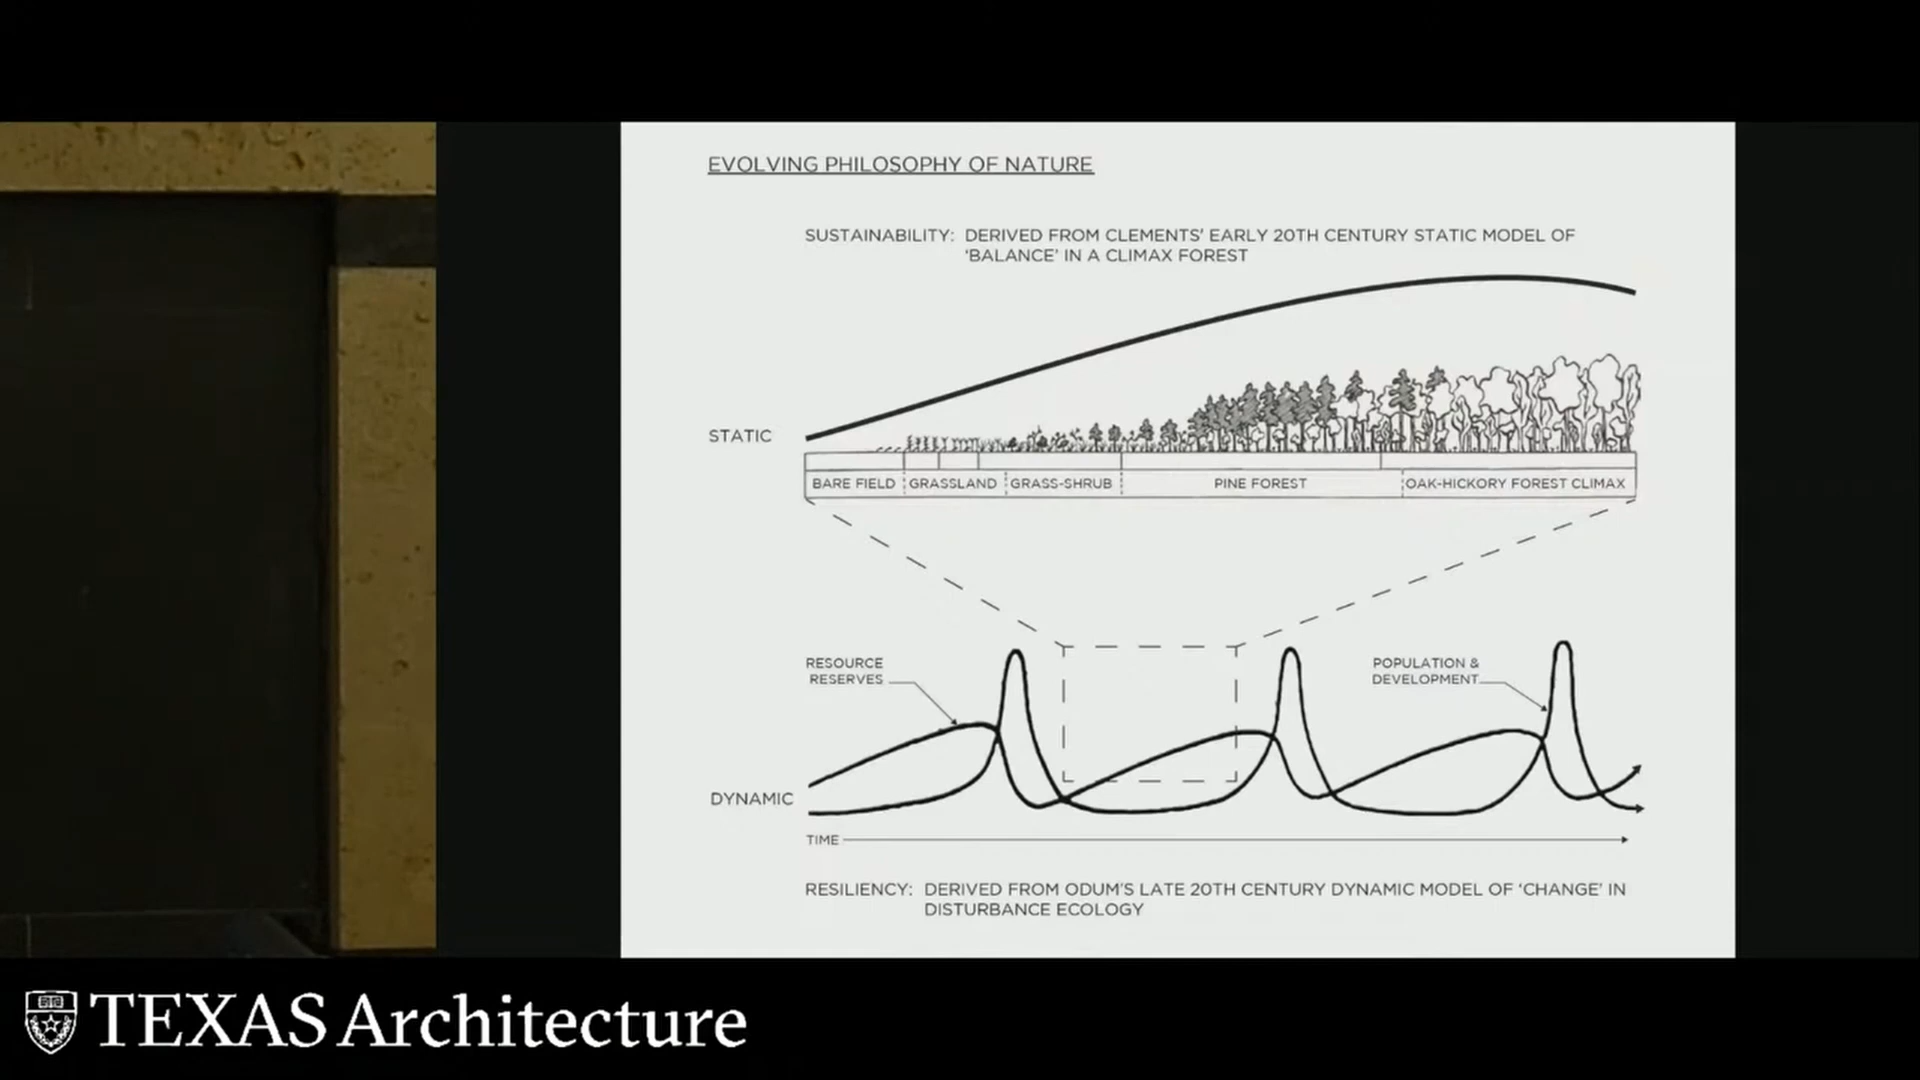 EVOLVING PHILOSOPHY OF NATURE
SUSTAINABILITY: DERIVED FROM CLEMENTS' EARLY 20TH CENTURY STATIC MODEL OF
'BALANCE' IN A CLIMAX FOREST
STATIC
BARE FIELD GRASSLAND GRASS-SHRUB PINE FOREST OAK-HICKORY FOREST CLIMAX
RESOURCE
RESERVES
POPULATION &
DEVELOPMENT
DYNAMIC
TIME
RESILIENCY: DERIVED FROM ODUM'S LATE 20TH CENTURY DYNAMIC MODEL OF 'CHANGE' IN
DISTURBANCE ECOLOGY
TEXAS Architecture